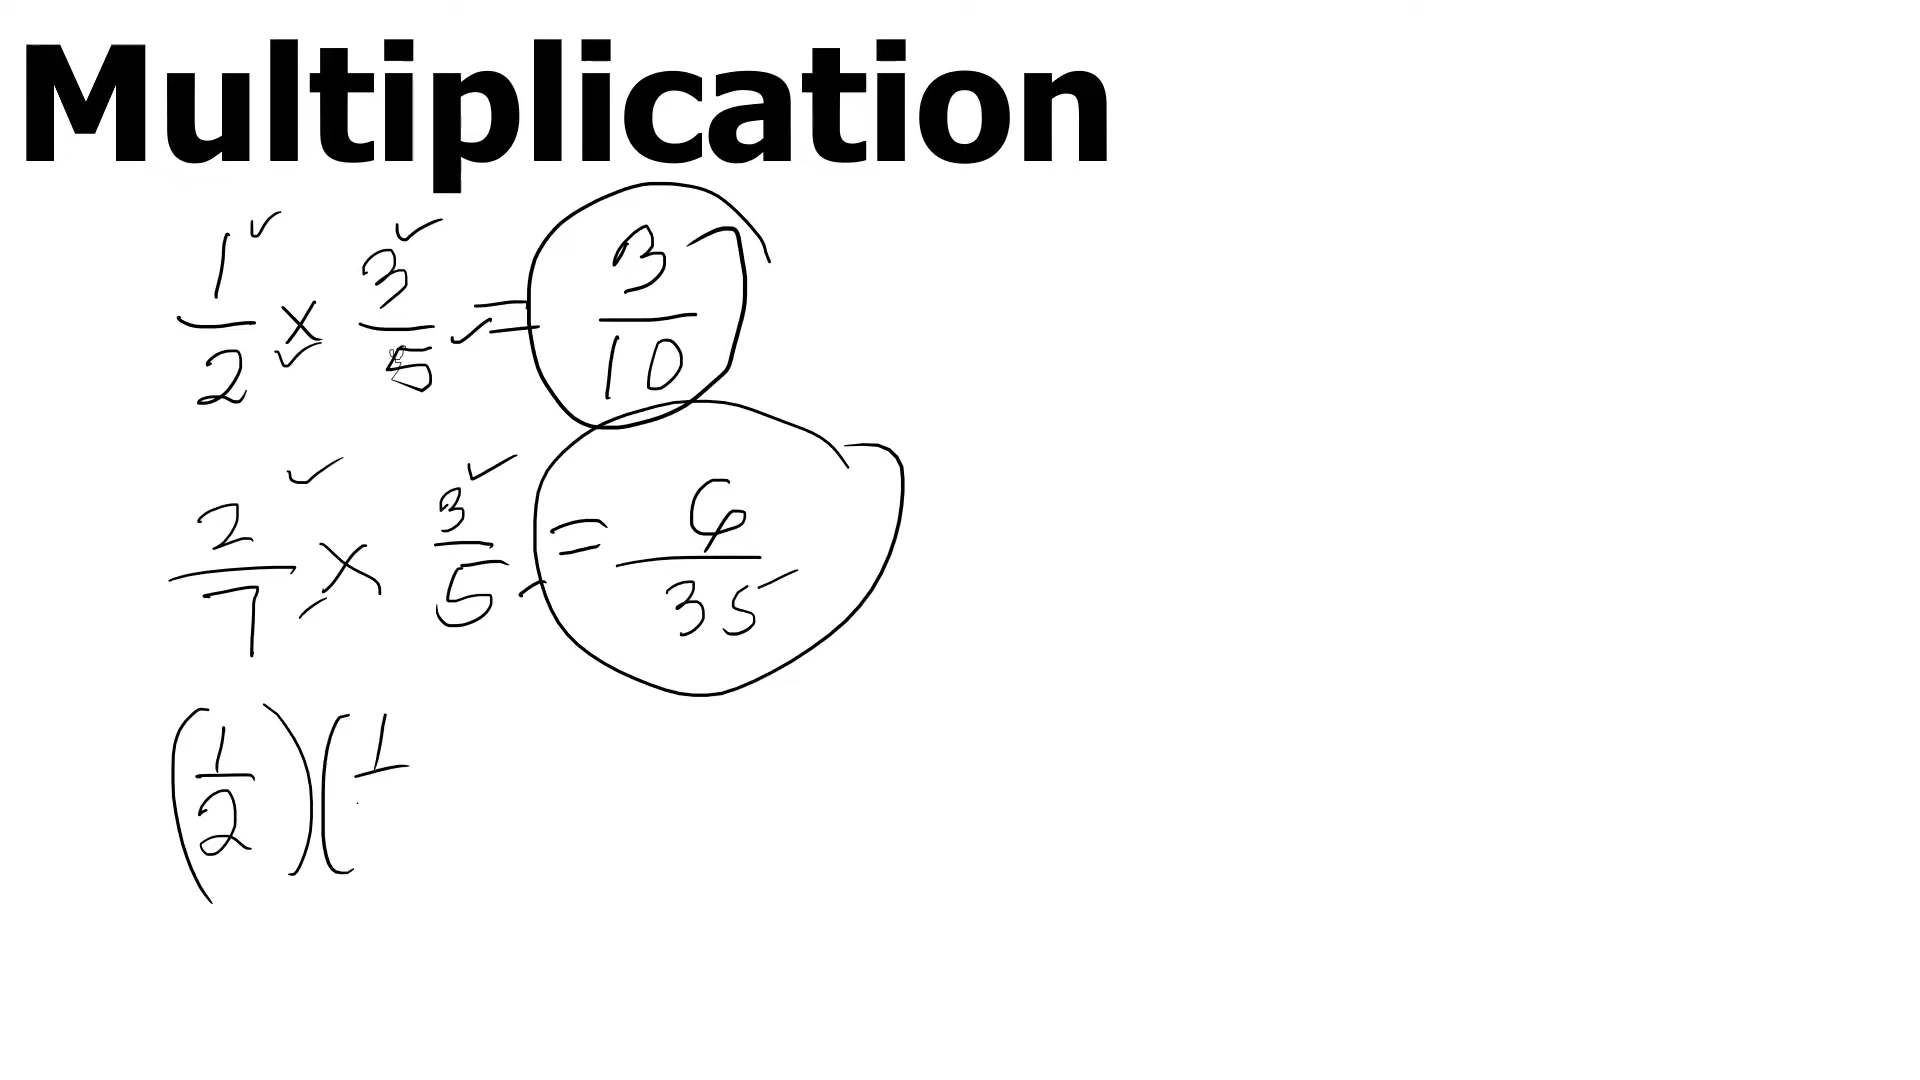 Multiplication
1/2 × 3/5 = 3/10
2/7 × 3/5 = 6/35
(1/2)(1/